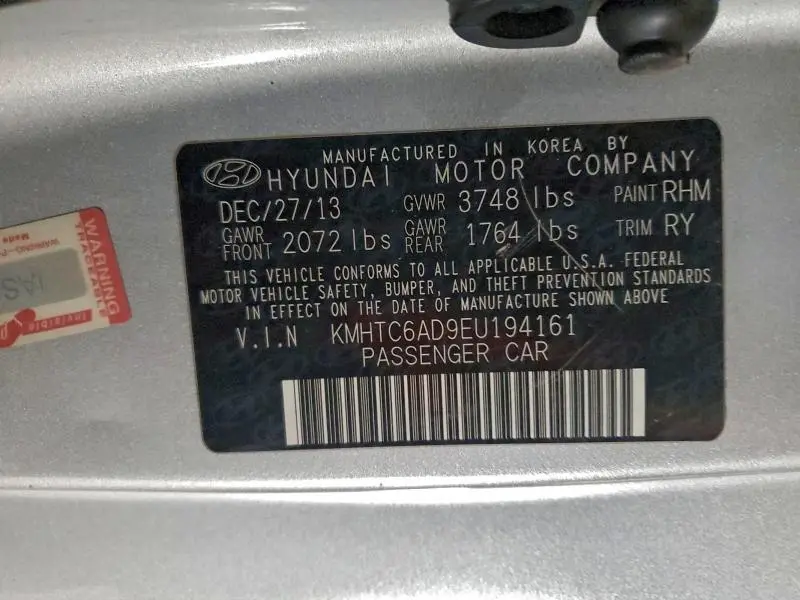 MANUFACTURED IN KOREA BY
HYUNDAI MOTOR COMPANY
DEC/27/13 GVWR 3748 lbs PAINT RHM
GAWR FRONT 2072 lbs GAWR REAR 1764 lbs TRIM RY
THIS VEHICLE CONFORMS TO ALL APPLICABLE U.S.A. FEDERAL
MOTOR VEHICLE SAFETY, BUMPER, AND THEFT PREVENTION STANDARDS
IN EFFECT ON THE DATE OF MANUFACTURE SHOWN ABOVE
V.I.N KMHTC6AD9EU194161
PASSENGER CAR
WARNING
Invisible